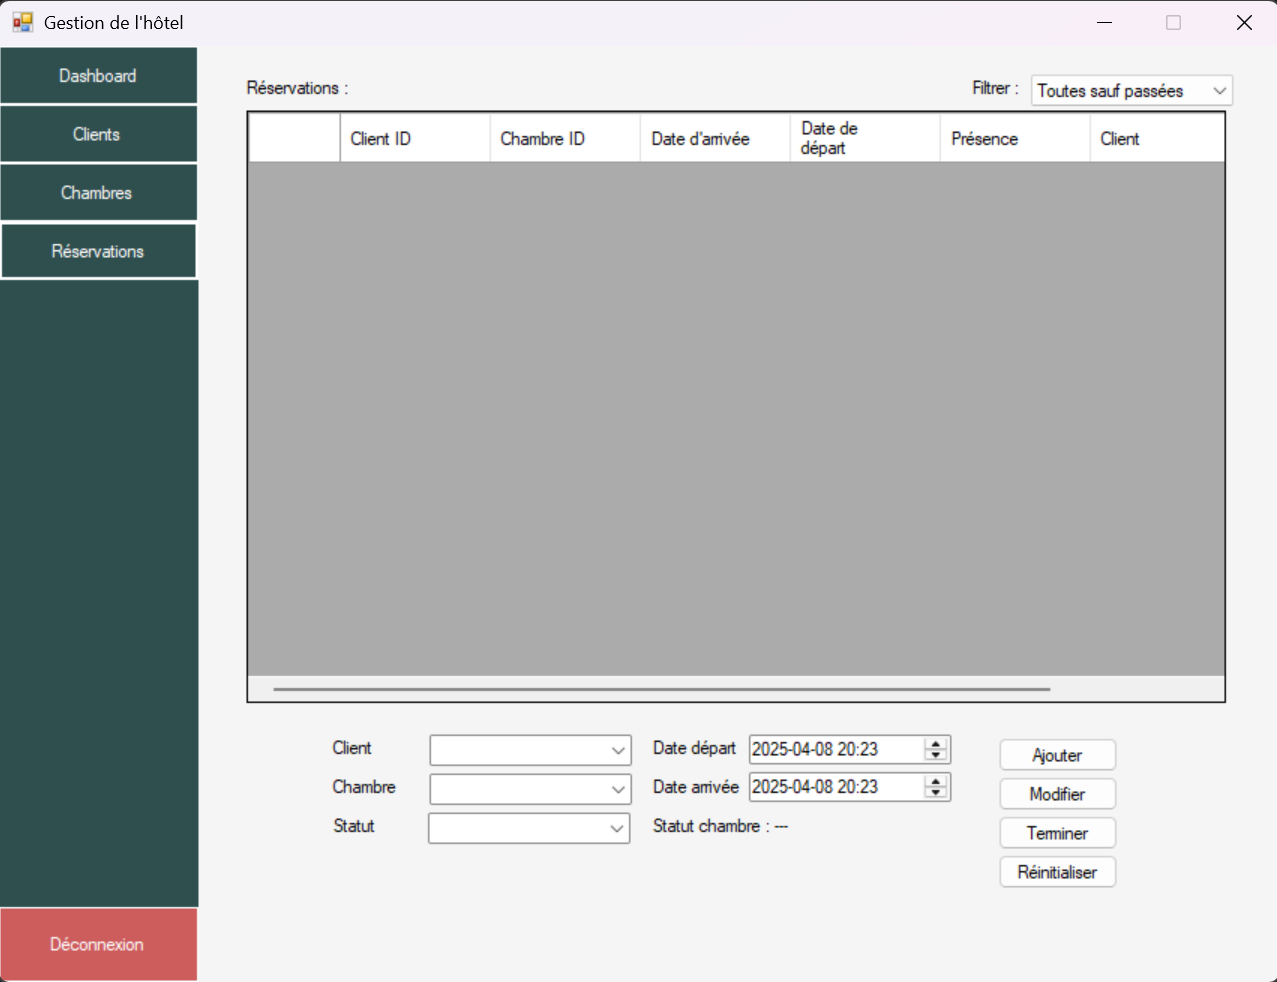 Gestion de l'hôtel
Dashboard
Clients
Chambres
Réservations
Déconnexion
Réservations :
Filtrer :
Toutes sauf passées
Client ID
Chambre ID
Date d'arrivée
Date de
départ
Présence
Client
Client
Date départ
2025-04-08 20:23
Ajouter
Chambre
Date arrivée
2025-04-08 20:23
Modifier
Statut
Statut chambre : ---
Terminer
Réinitialiser